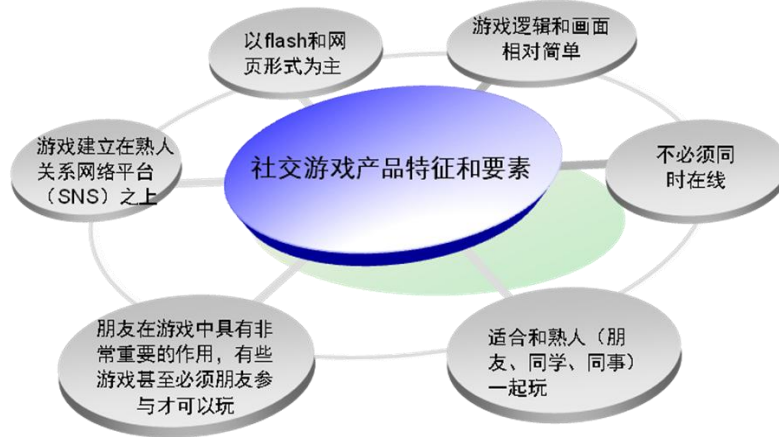 以flash和网
页形式为主
游戏逻辑和画面
相对简单
游戏建立在熟人
关系网络平台
（SNS）之上
社交游戏产品特征和要素
不必须同
时在线
朋友在游戏中具有非
常重要的作用，有些
游戏甚至必须朋友参
与才可以玩
适合和熟人（朋
友、同学、同事）
一起玩